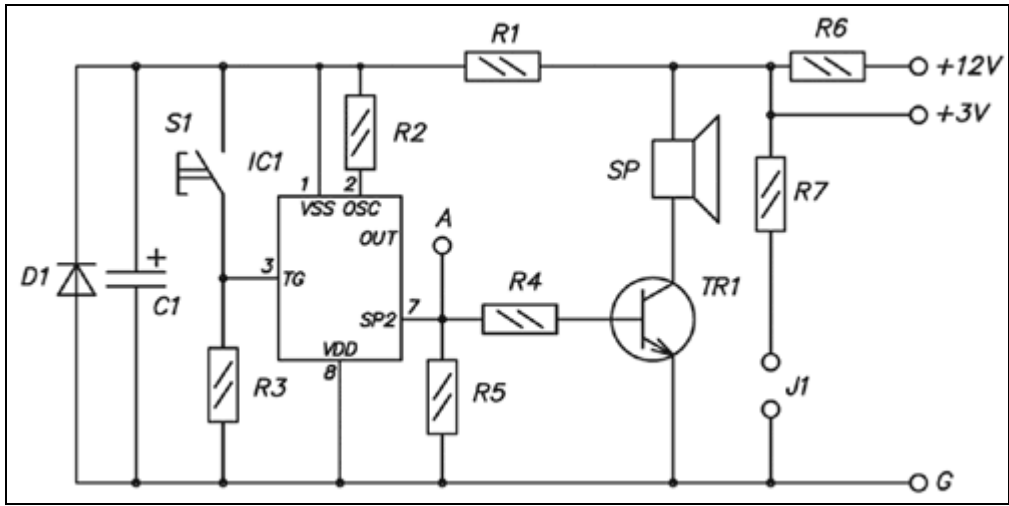 R1
R6
+12V
+3V
S1
IC1
R2
SP
R7
1
2
VSS
OSC
OUT
A
D1
+
C1
3
TG
R4
TR1
SP2
7
VDD
8
R3
R5
J1
G